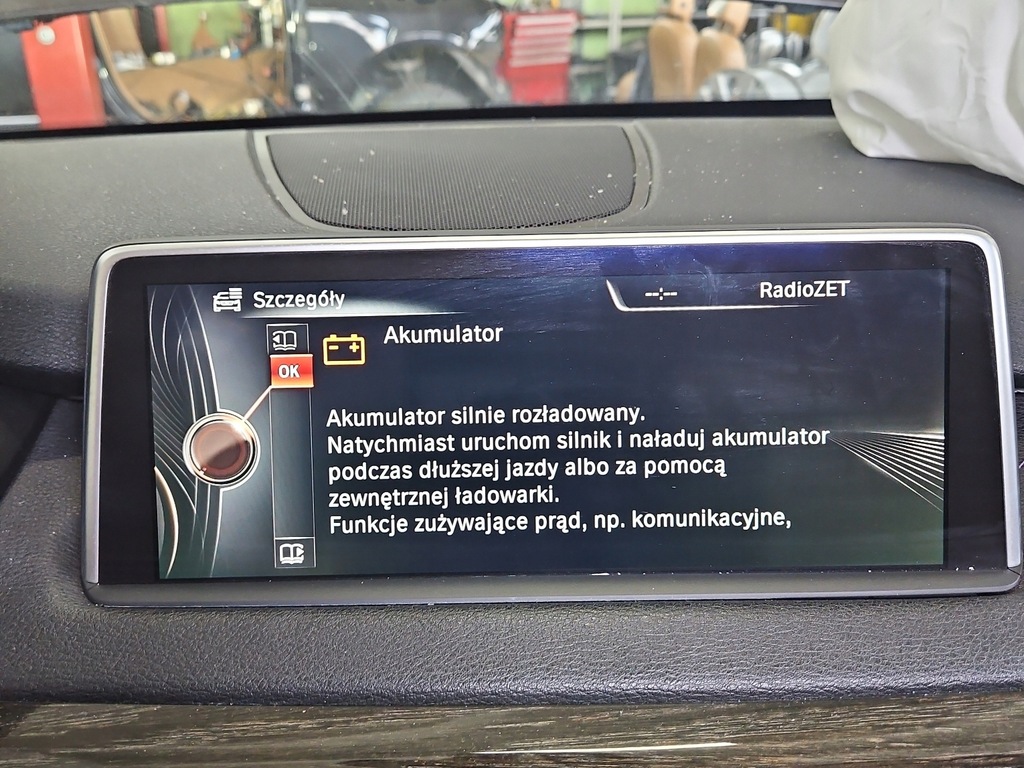 Szczegóły
--:--
RadioZET
Akumulator
OK
Akumulator silnie rozładowany.
Natychmiast uruchom silnik i naładuj akumulator
podczas dłuższej jazdy albo za pomocą
zewnętrznej ładowarki.
Funkcje zużywające prąd, np. komunikacyjne,